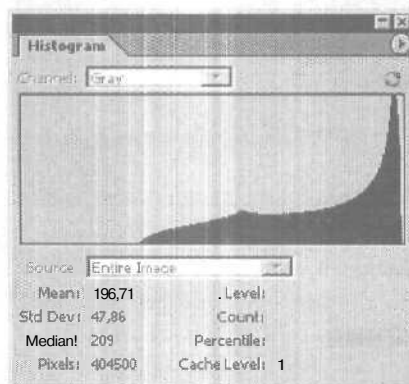 Histogram
Channel: Gray
Source Entire Image
Mean: 196,71 . Level:
Std Dev: 47,86 Count:
Median! 209 Percentile:
Pixels: 404500 Cache Level: 1